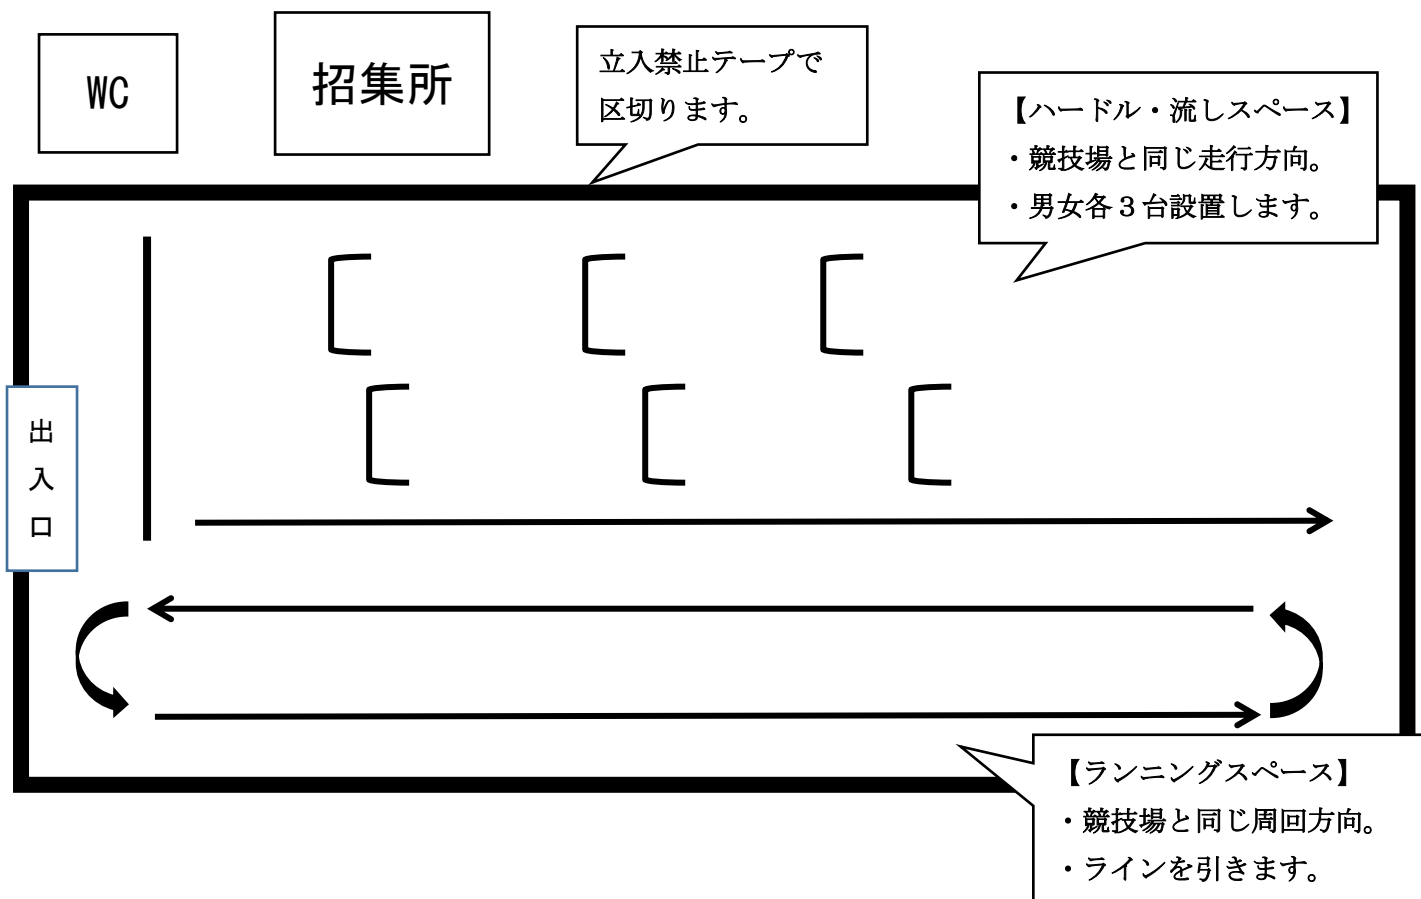 WC
招集所
立入禁止テープで
区切ります。
【ハードル・流しスペース】
・競技場と同じ走行方向。
・男女各３台設置します。
出
入
口
【ランニングスペース】
・競技場と同じ周回方向。
・ラインを引きます。